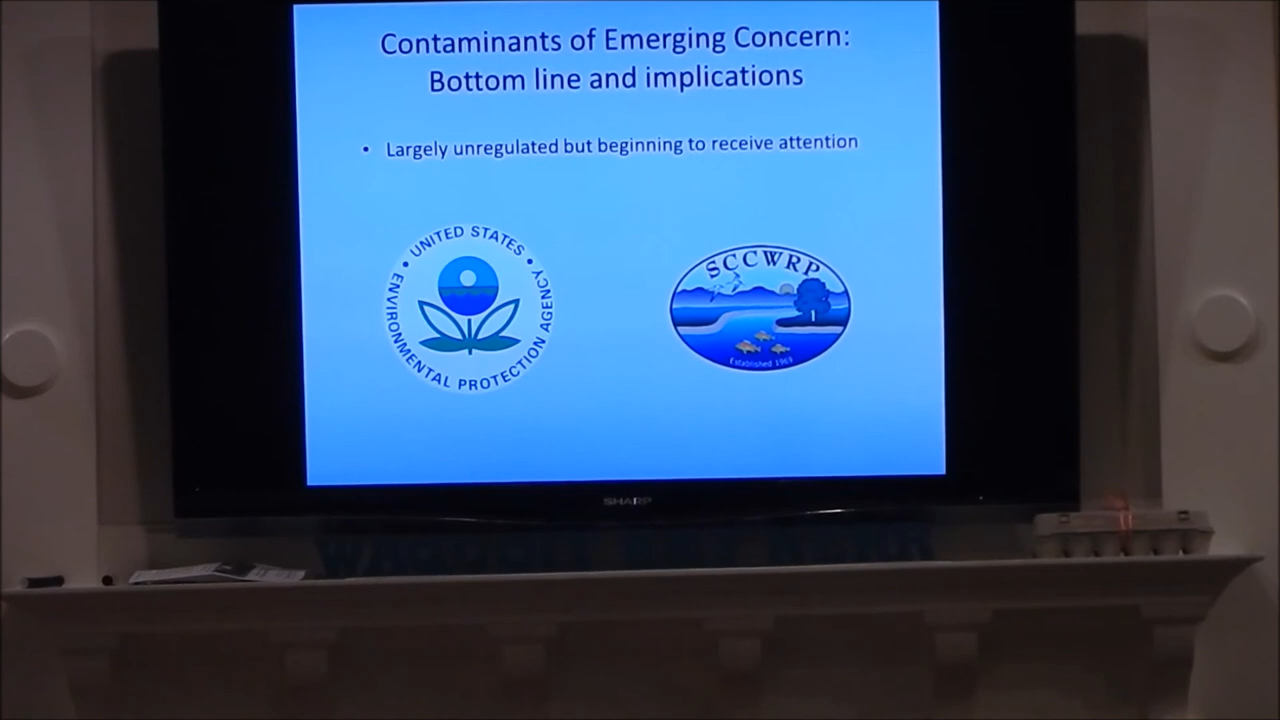 Contaminants of Emerging Concern:
Bottom line and implications
• Largely unregulated but beginning to receive attention
UNITED STATES
ENVIRONMENTAL PROTECTION AGENCY
SCCWRP
Established 1969
SHARP